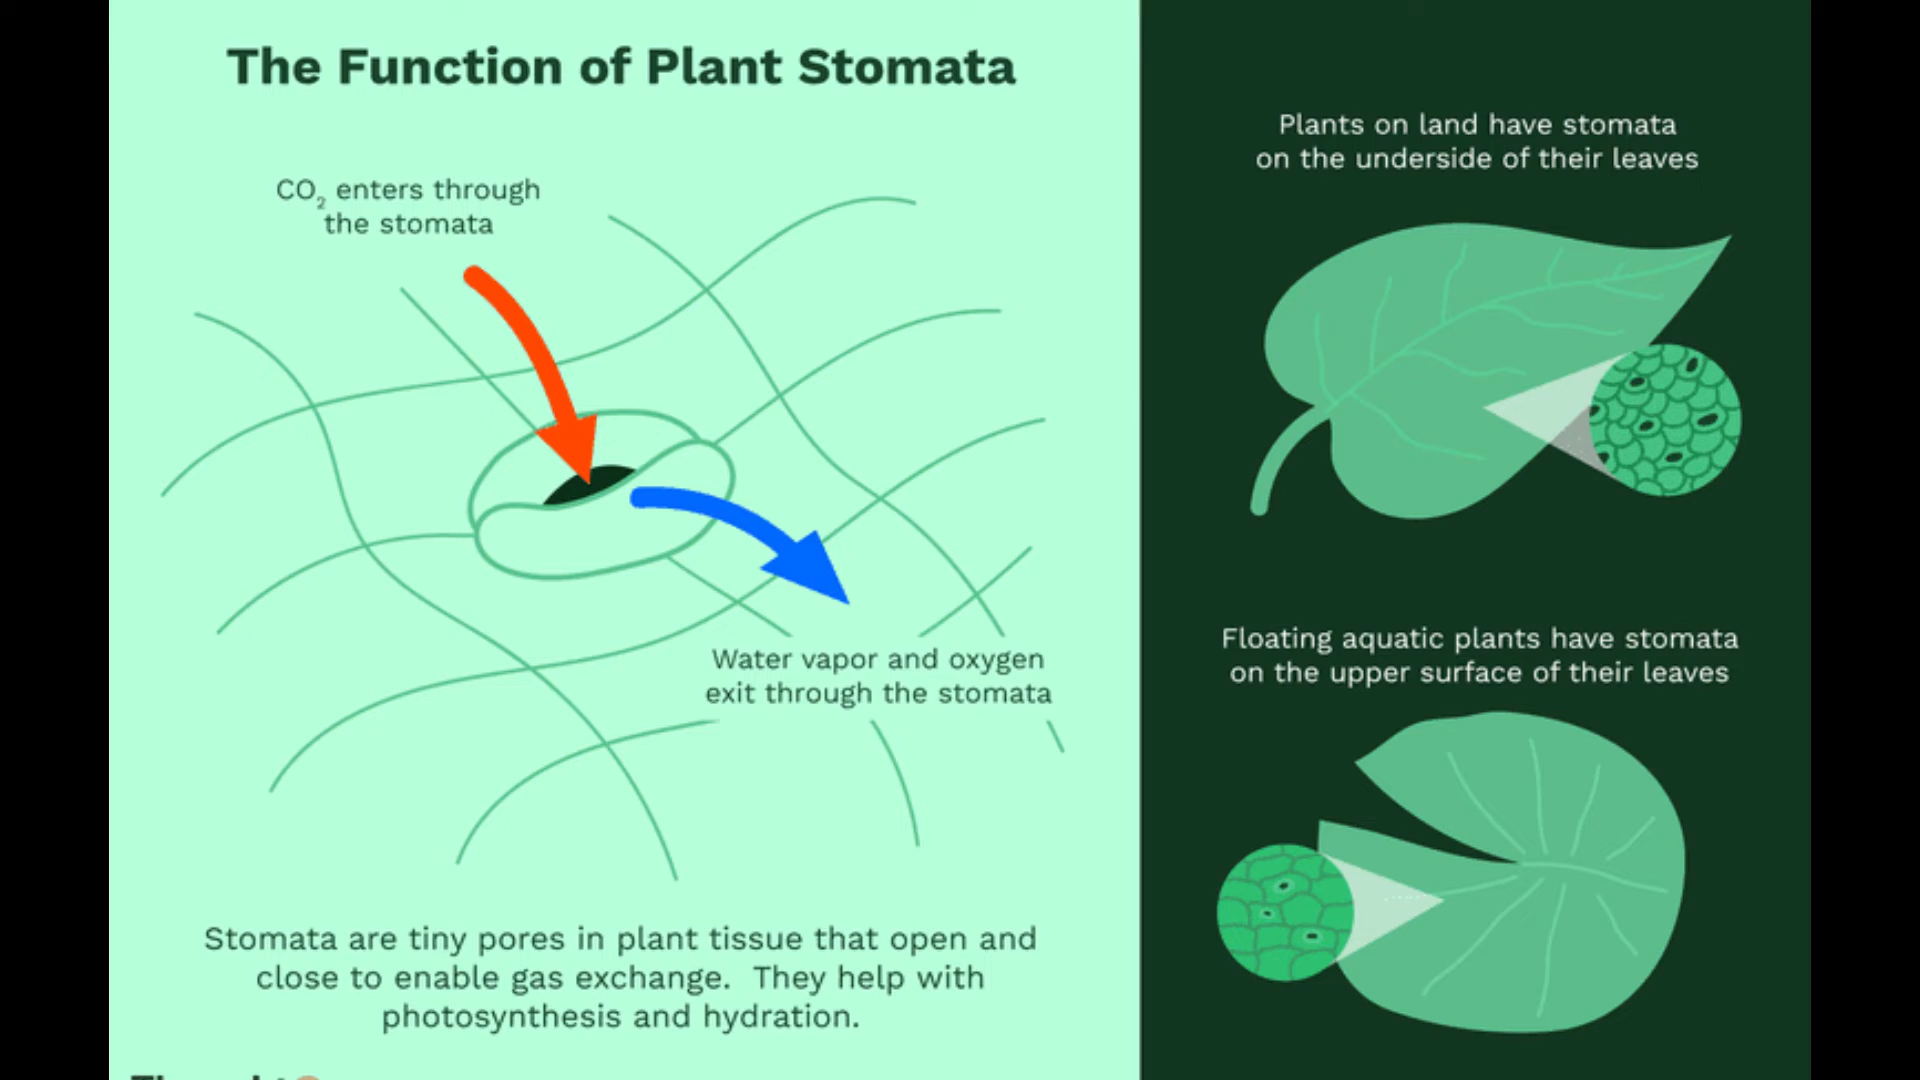 The Function of Plant Stomata
CO₂ enters through
the stomata
Water vapor and oxygen
exit through the stomata
Stomata are tiny pores in plant tissue that open and
close to enable gas exchange.  They help with
photosynthesis and hydration.
Plants on land have stomata
on the underside of their leaves
Floating aquatic plants have stomata
on the upper surface of their leaves